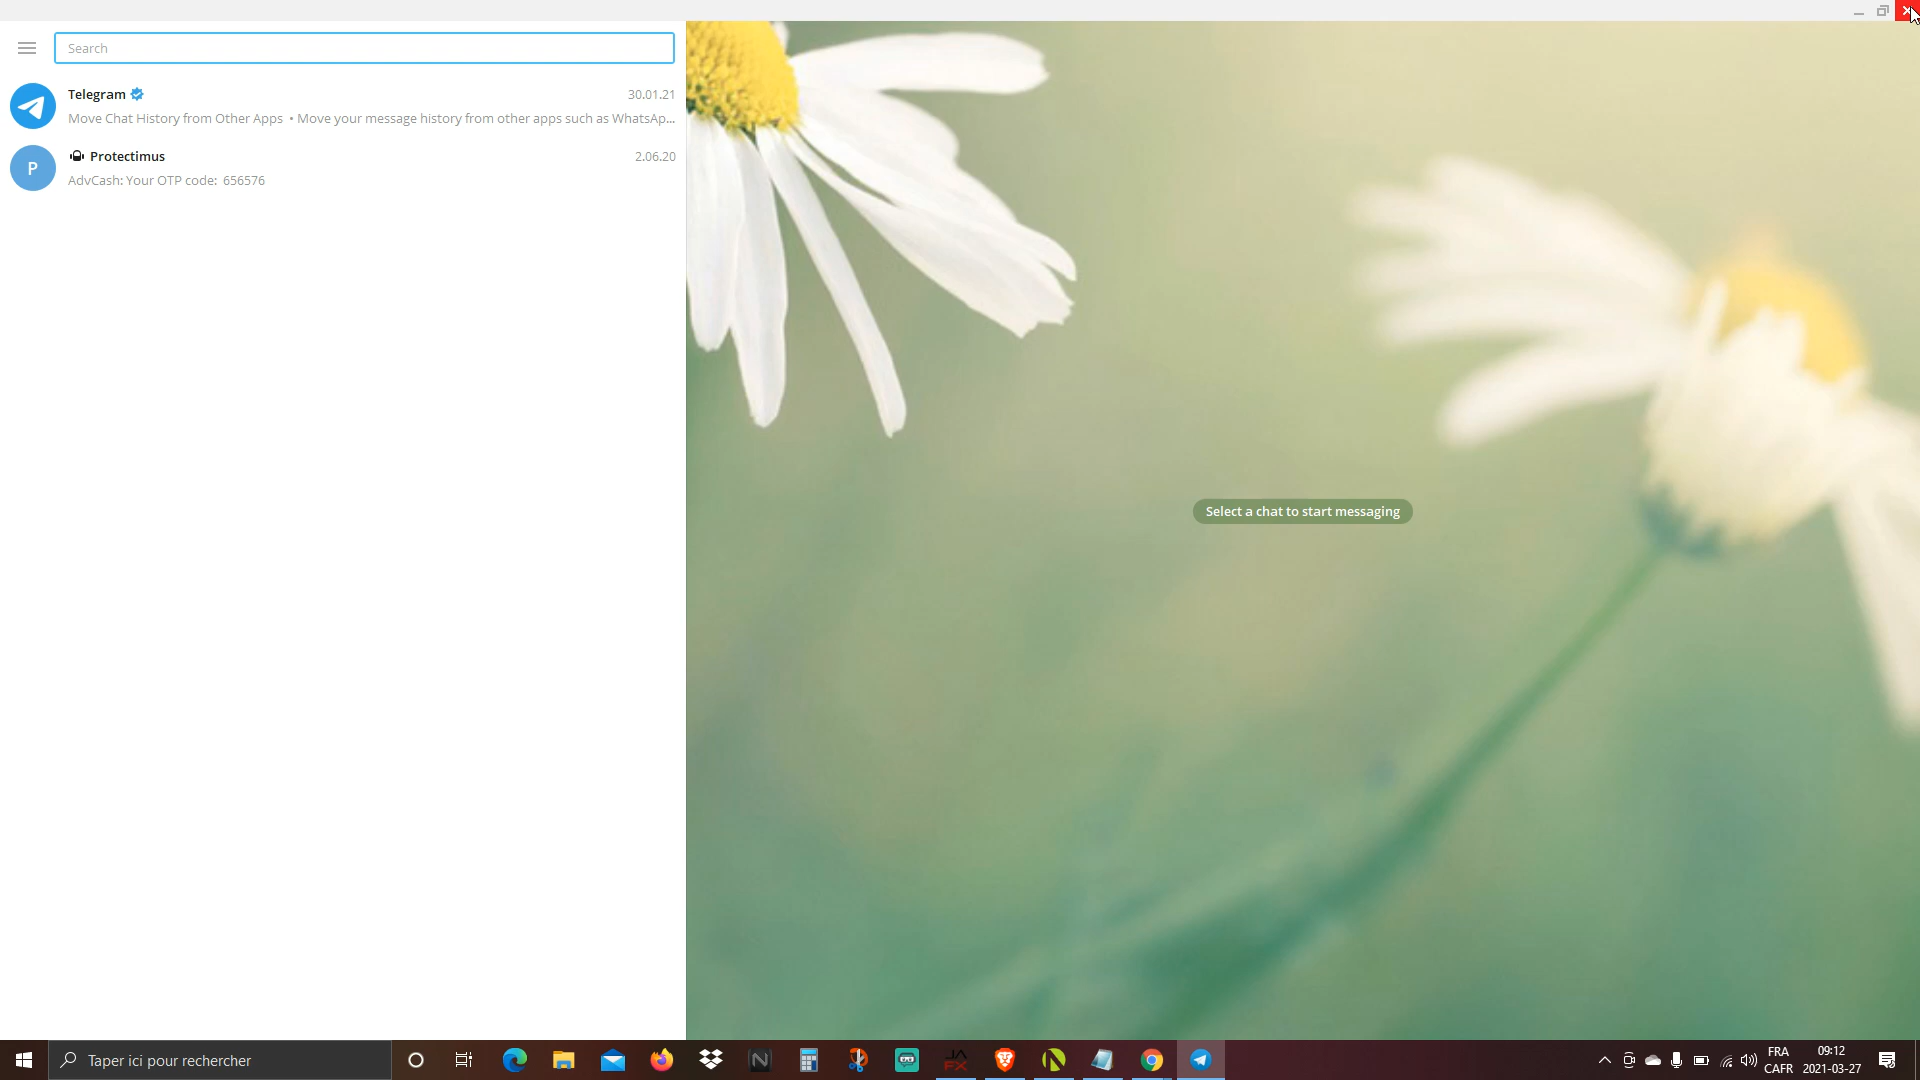 Search
Telegram 30.01.21
Move Chat History from Other Apps • Move your message history from other apps such as WhatsAp...
P
Protectimus 2.06.20
AdvCash: Your OTP code: 656576
Select a chat to start messaging
Taper ici pour rechercher
FRA 09:12
CAFR 2021-03-27